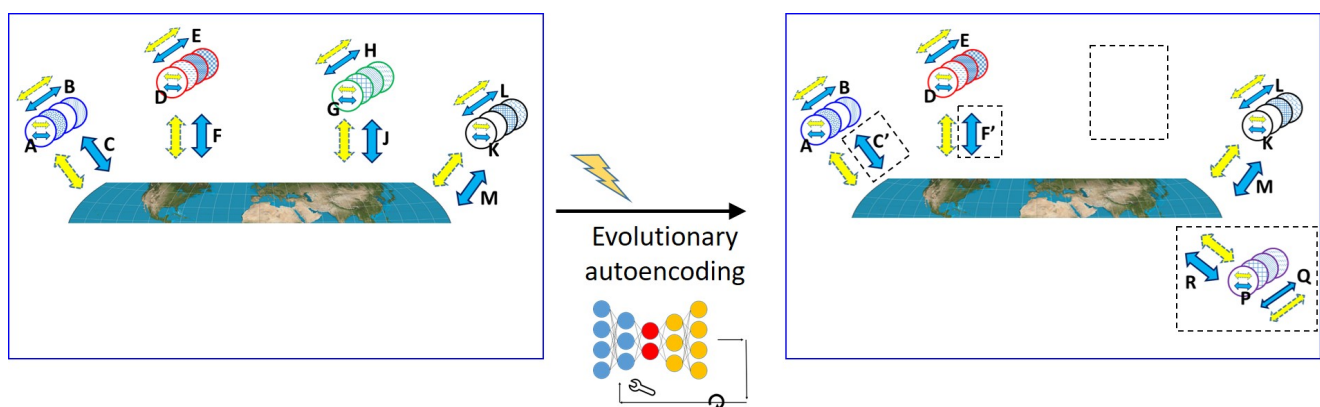 E
H
B
D
L
G
F
J
C
A
K
M
Evolutionary
autoencoding
E
B
D
L
F’
A
C’
K
M
R
Q
P